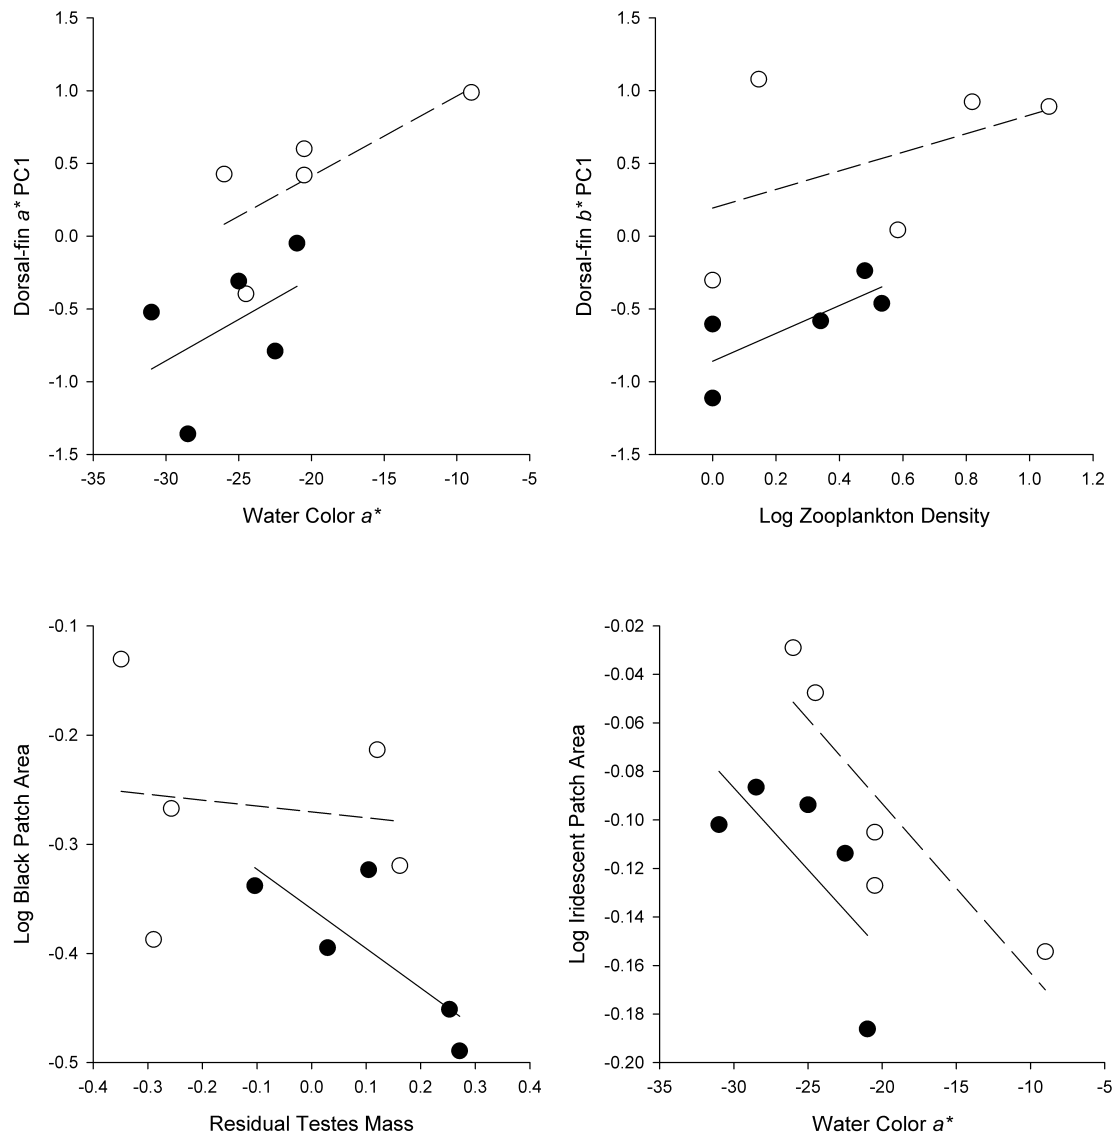 1.5
1.0
0.5
0.0
-0.5
-1.0
-1.5
Dorsal-fin a* PC1
-35 -30 -25 -20 -15 -10 -5
Water Color a*
1.5
1.0
0.5
0.0
-0.5
-1.0
-1.5
Dorsal-fin b* PC1
0.0 0.2 0.4 0.6 0.8 1.0 1.2
Log Zooplankton Density
-0.1
-0.2
-0.3
-0.4
-0.5
Log Black Patch Area
-0.4 -0.3 -0.2 -0.1 0.0 0.1 0.2 0.3 0.4
Residual Testes Mass
-0.02
-0.04
-0.06
-0.08
-0.10
-0.12
-0.14
-0.16
-0.18
-0.20
Log Iridescent Patch Area
-35 -30 -25 -20 -15 -10 -5
Water Color a*